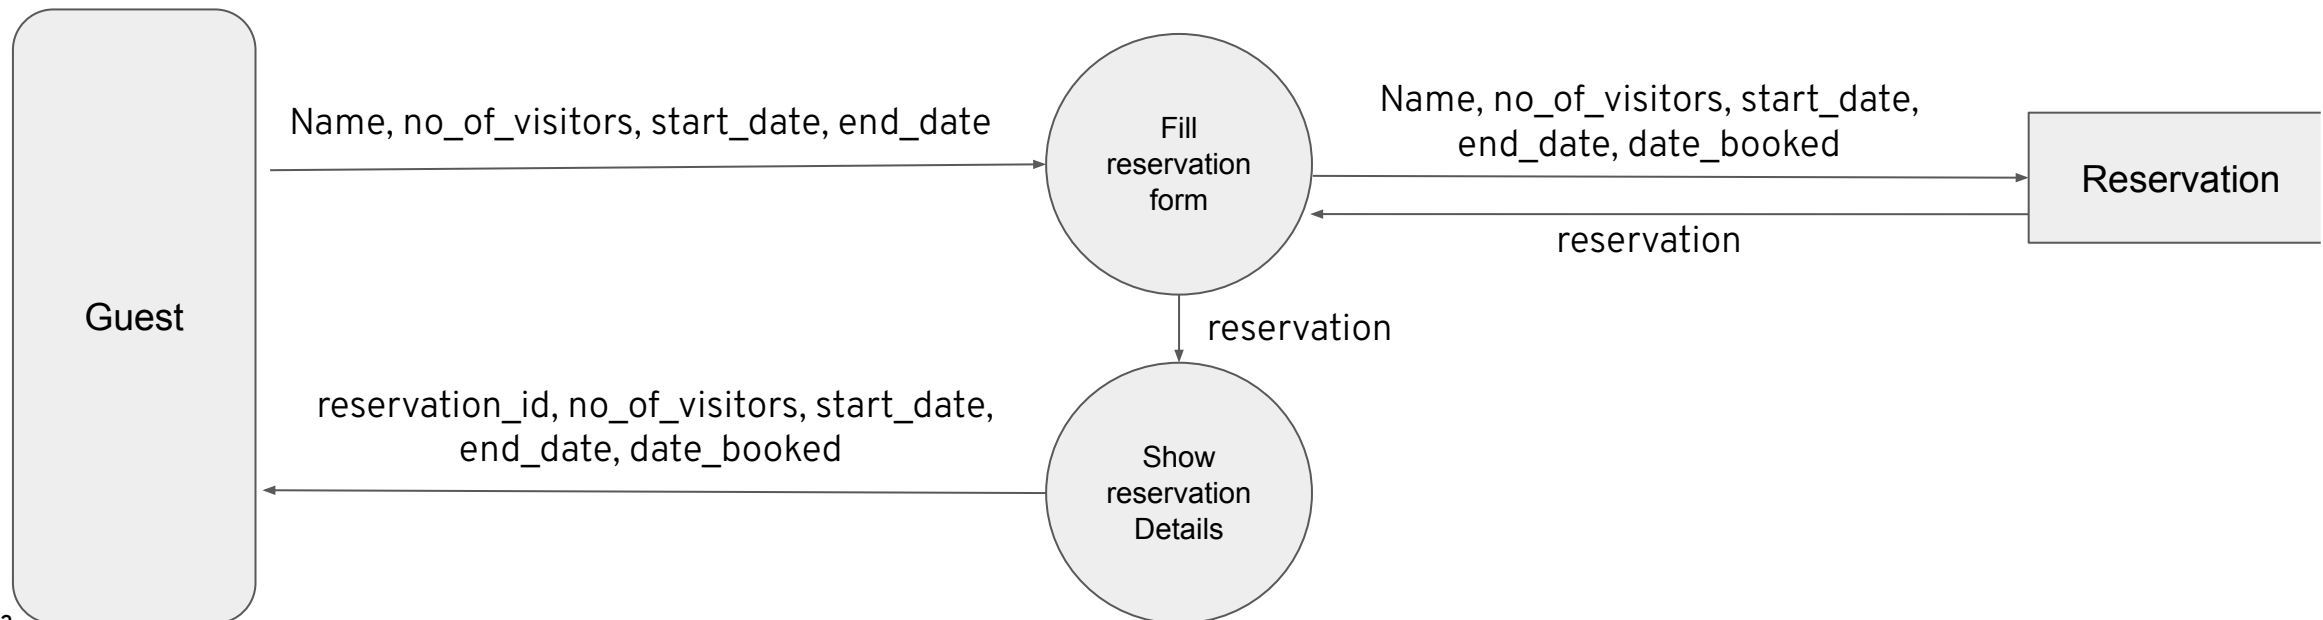 Guest
Name, no_of_visitors, start_date, end_date
Fill
reservation
form
Name, no_of_visitors, start_date,
end_date, date_booked
Reservation
reservation
reservation
reservation_id, no_of_visitors, start_date,
end_date, date_booked
Show
reservation
Details